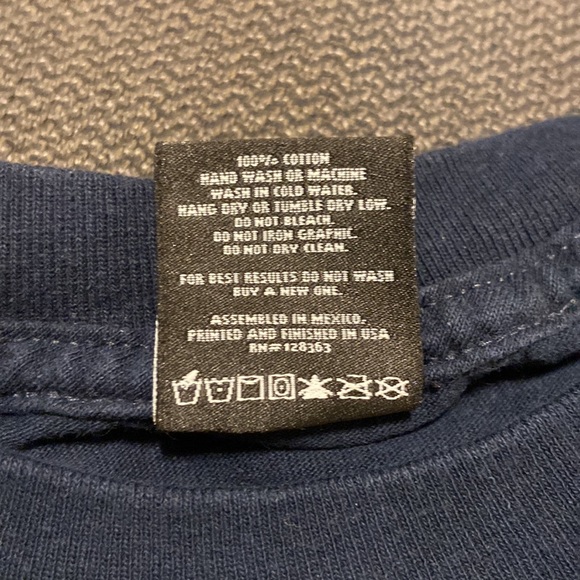 100% COTTON
HAND WASH OR MACHINE
WASH IN COLD WATER.
HANG DRY OR TUMBLE DRY LOW.
DO NOT BLEACH.
DO NOT IRON GRAPHIC.
DO NOT DRY CLEAN.
FOR BEST RESULTS DO NOT WASH
BUY A NEW ONE.
ASSEMBLED IN MEXICO.
PRINTED AND FINISHED IN USA
RN# 128363